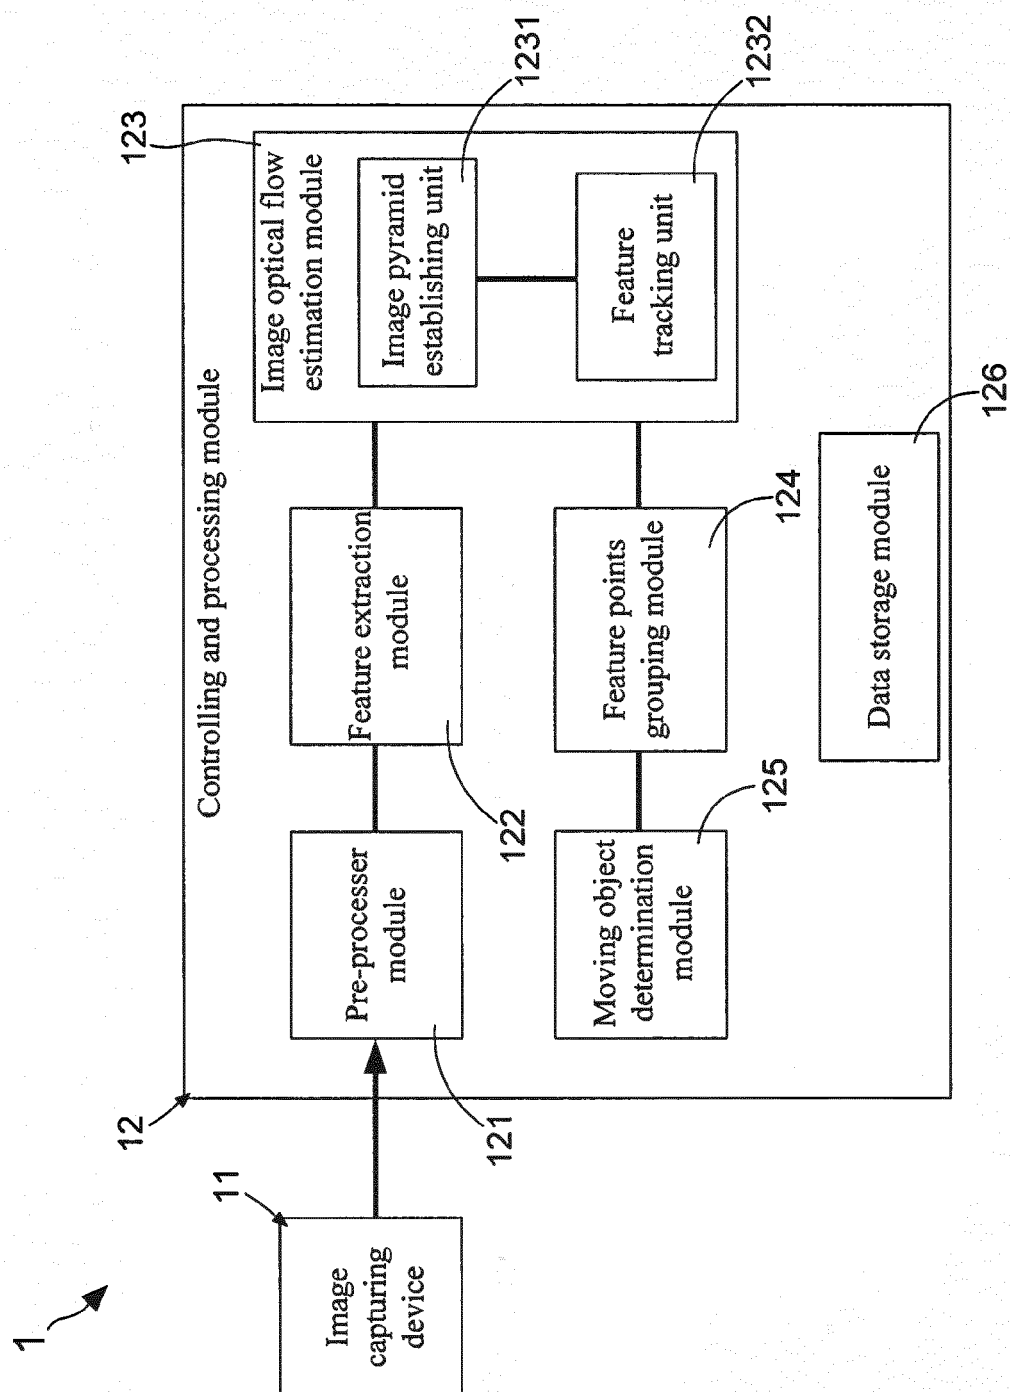 1
11
Image
capturing
device
12
Controlling and processing module
121
Pre-processer
module
122
Feature extraction
module
123
Image optical flow
estimation module
Image pyramid
establishing unit
1231
Feature
tracking unit
1232
Feature points
grouping module
124
Moving object
determination
module
125
Data storage module
126